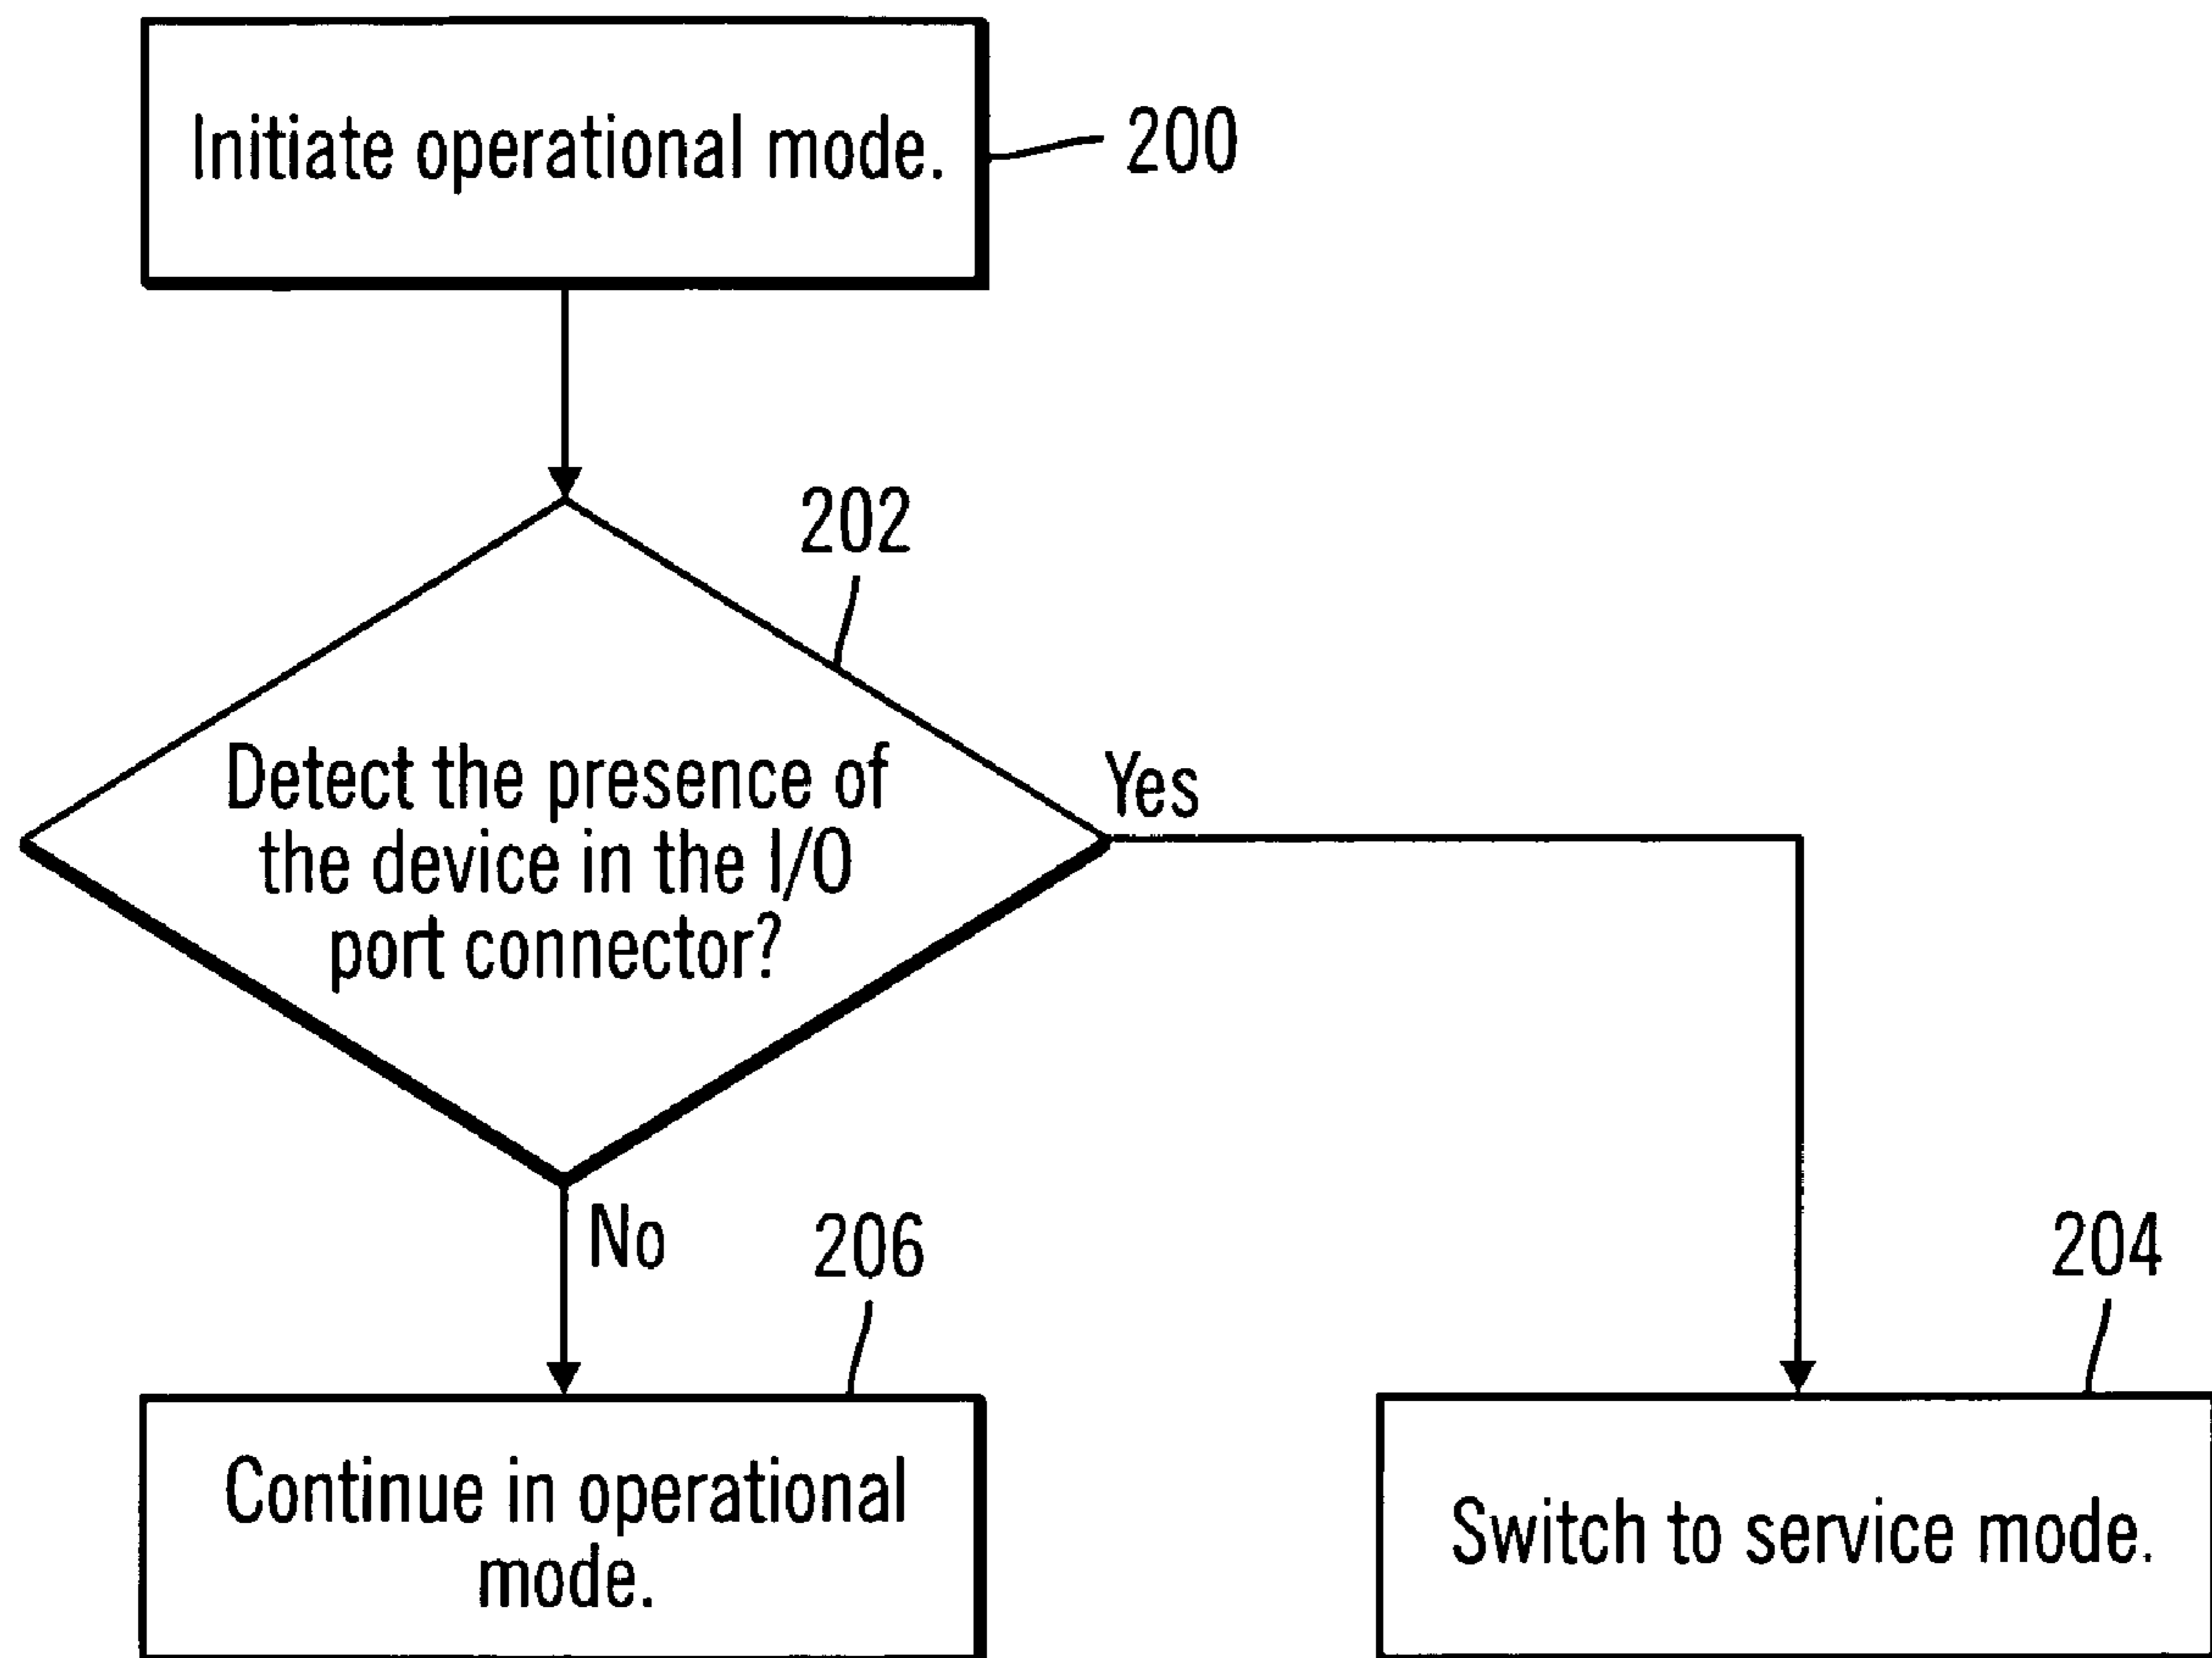 Initiate operational mode.
200
202
Detect the presence of
the device in the I/O
port connector?
Yes
No
206
204
Continue in operational
mode.
Switch to service mode.